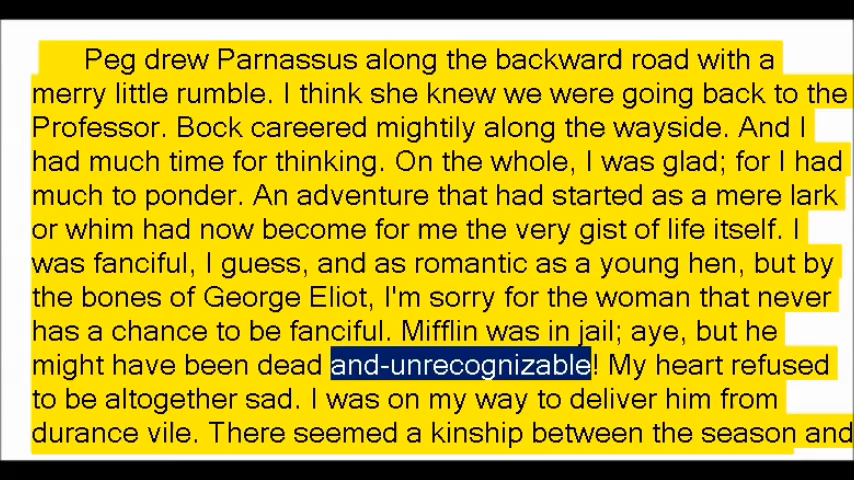 Peg drew Parnassus along the backward road with a
merry little rumble. I think she knew we were going back to the
Professor. Bock careered mightily along the wayside. And I
had much time for thinking. On the whole, I was glad; for I had
much to ponder. An adventure that had started as a mere lark
or whim had now become for me the very gist of life itself. I
was fanciful, I guess, and as romantic as a young hen, but by
the bones of George Eliot, I'm sorry for the woman that never
has a chance to be fanciful. Mifflin was in jail; aye, but he
might have been dead and-unrecognizable! My heart refused
to be altogether sad. I was on my way to deliver him from
durance vile. There seemed a kinship between the season and